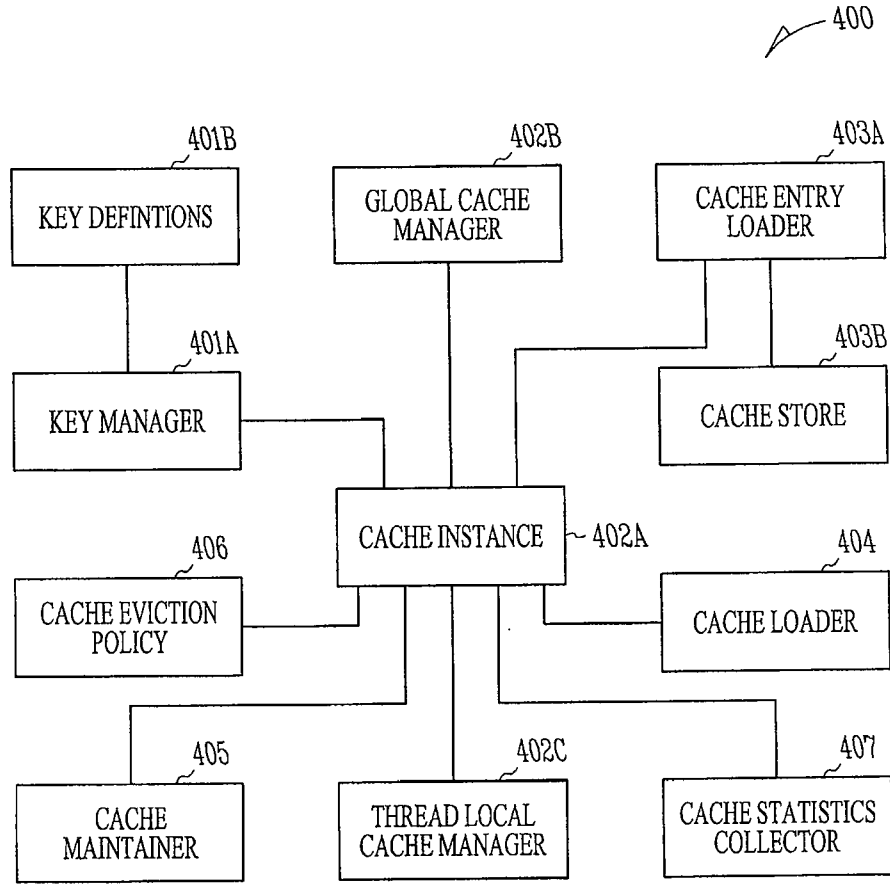 400
401B
KEY DEFINTIONS
402B
GLOBAL CACHE
MANAGER
403A
CACHE ENTRY
LOADER
401A
KEY MANAGER
403B
CACHE STORE
CACHE INSTANCE
402A
406
CACHE EVICTION
POLICY
404
CACHE LOADER
405
CACHE
MAINTAINER
402C
THREAD LOCAL
CACHE MANAGER
407
CACHE STATISTICS
COLLECTOR